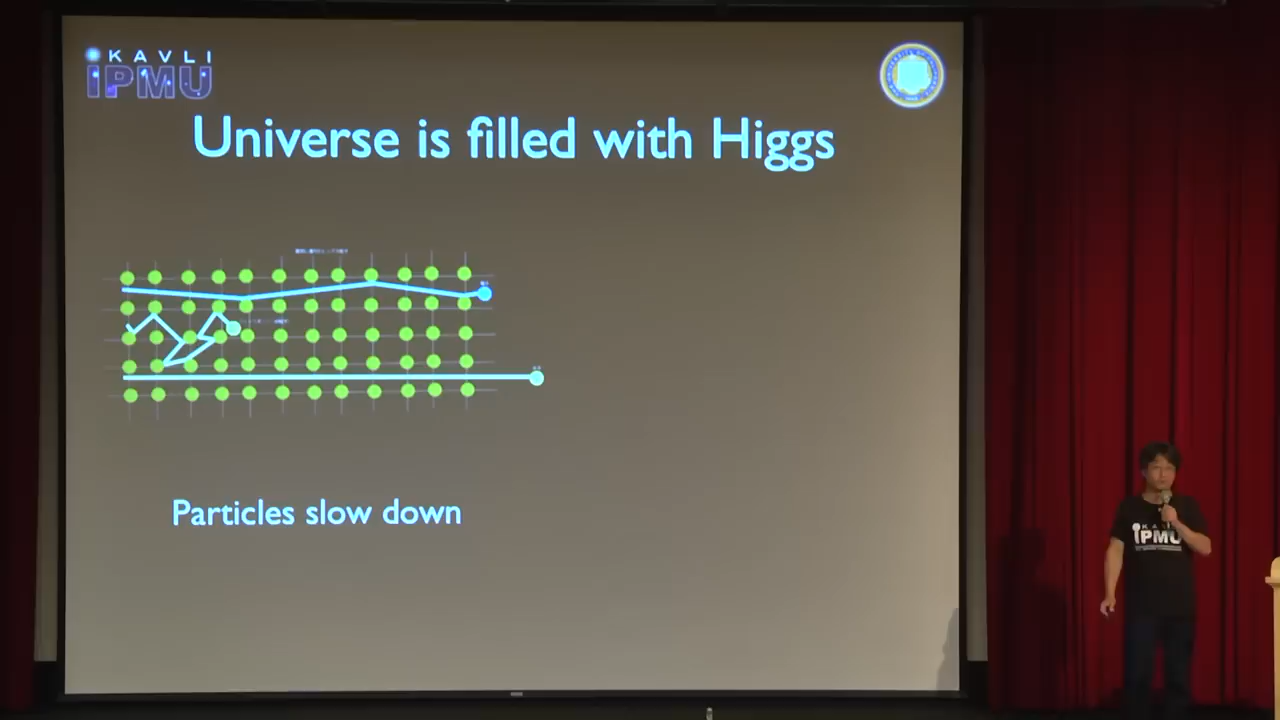 KAVLI
IPMU
Universe is filled with Higgs
Particles slow down
KAVLI
IPMU